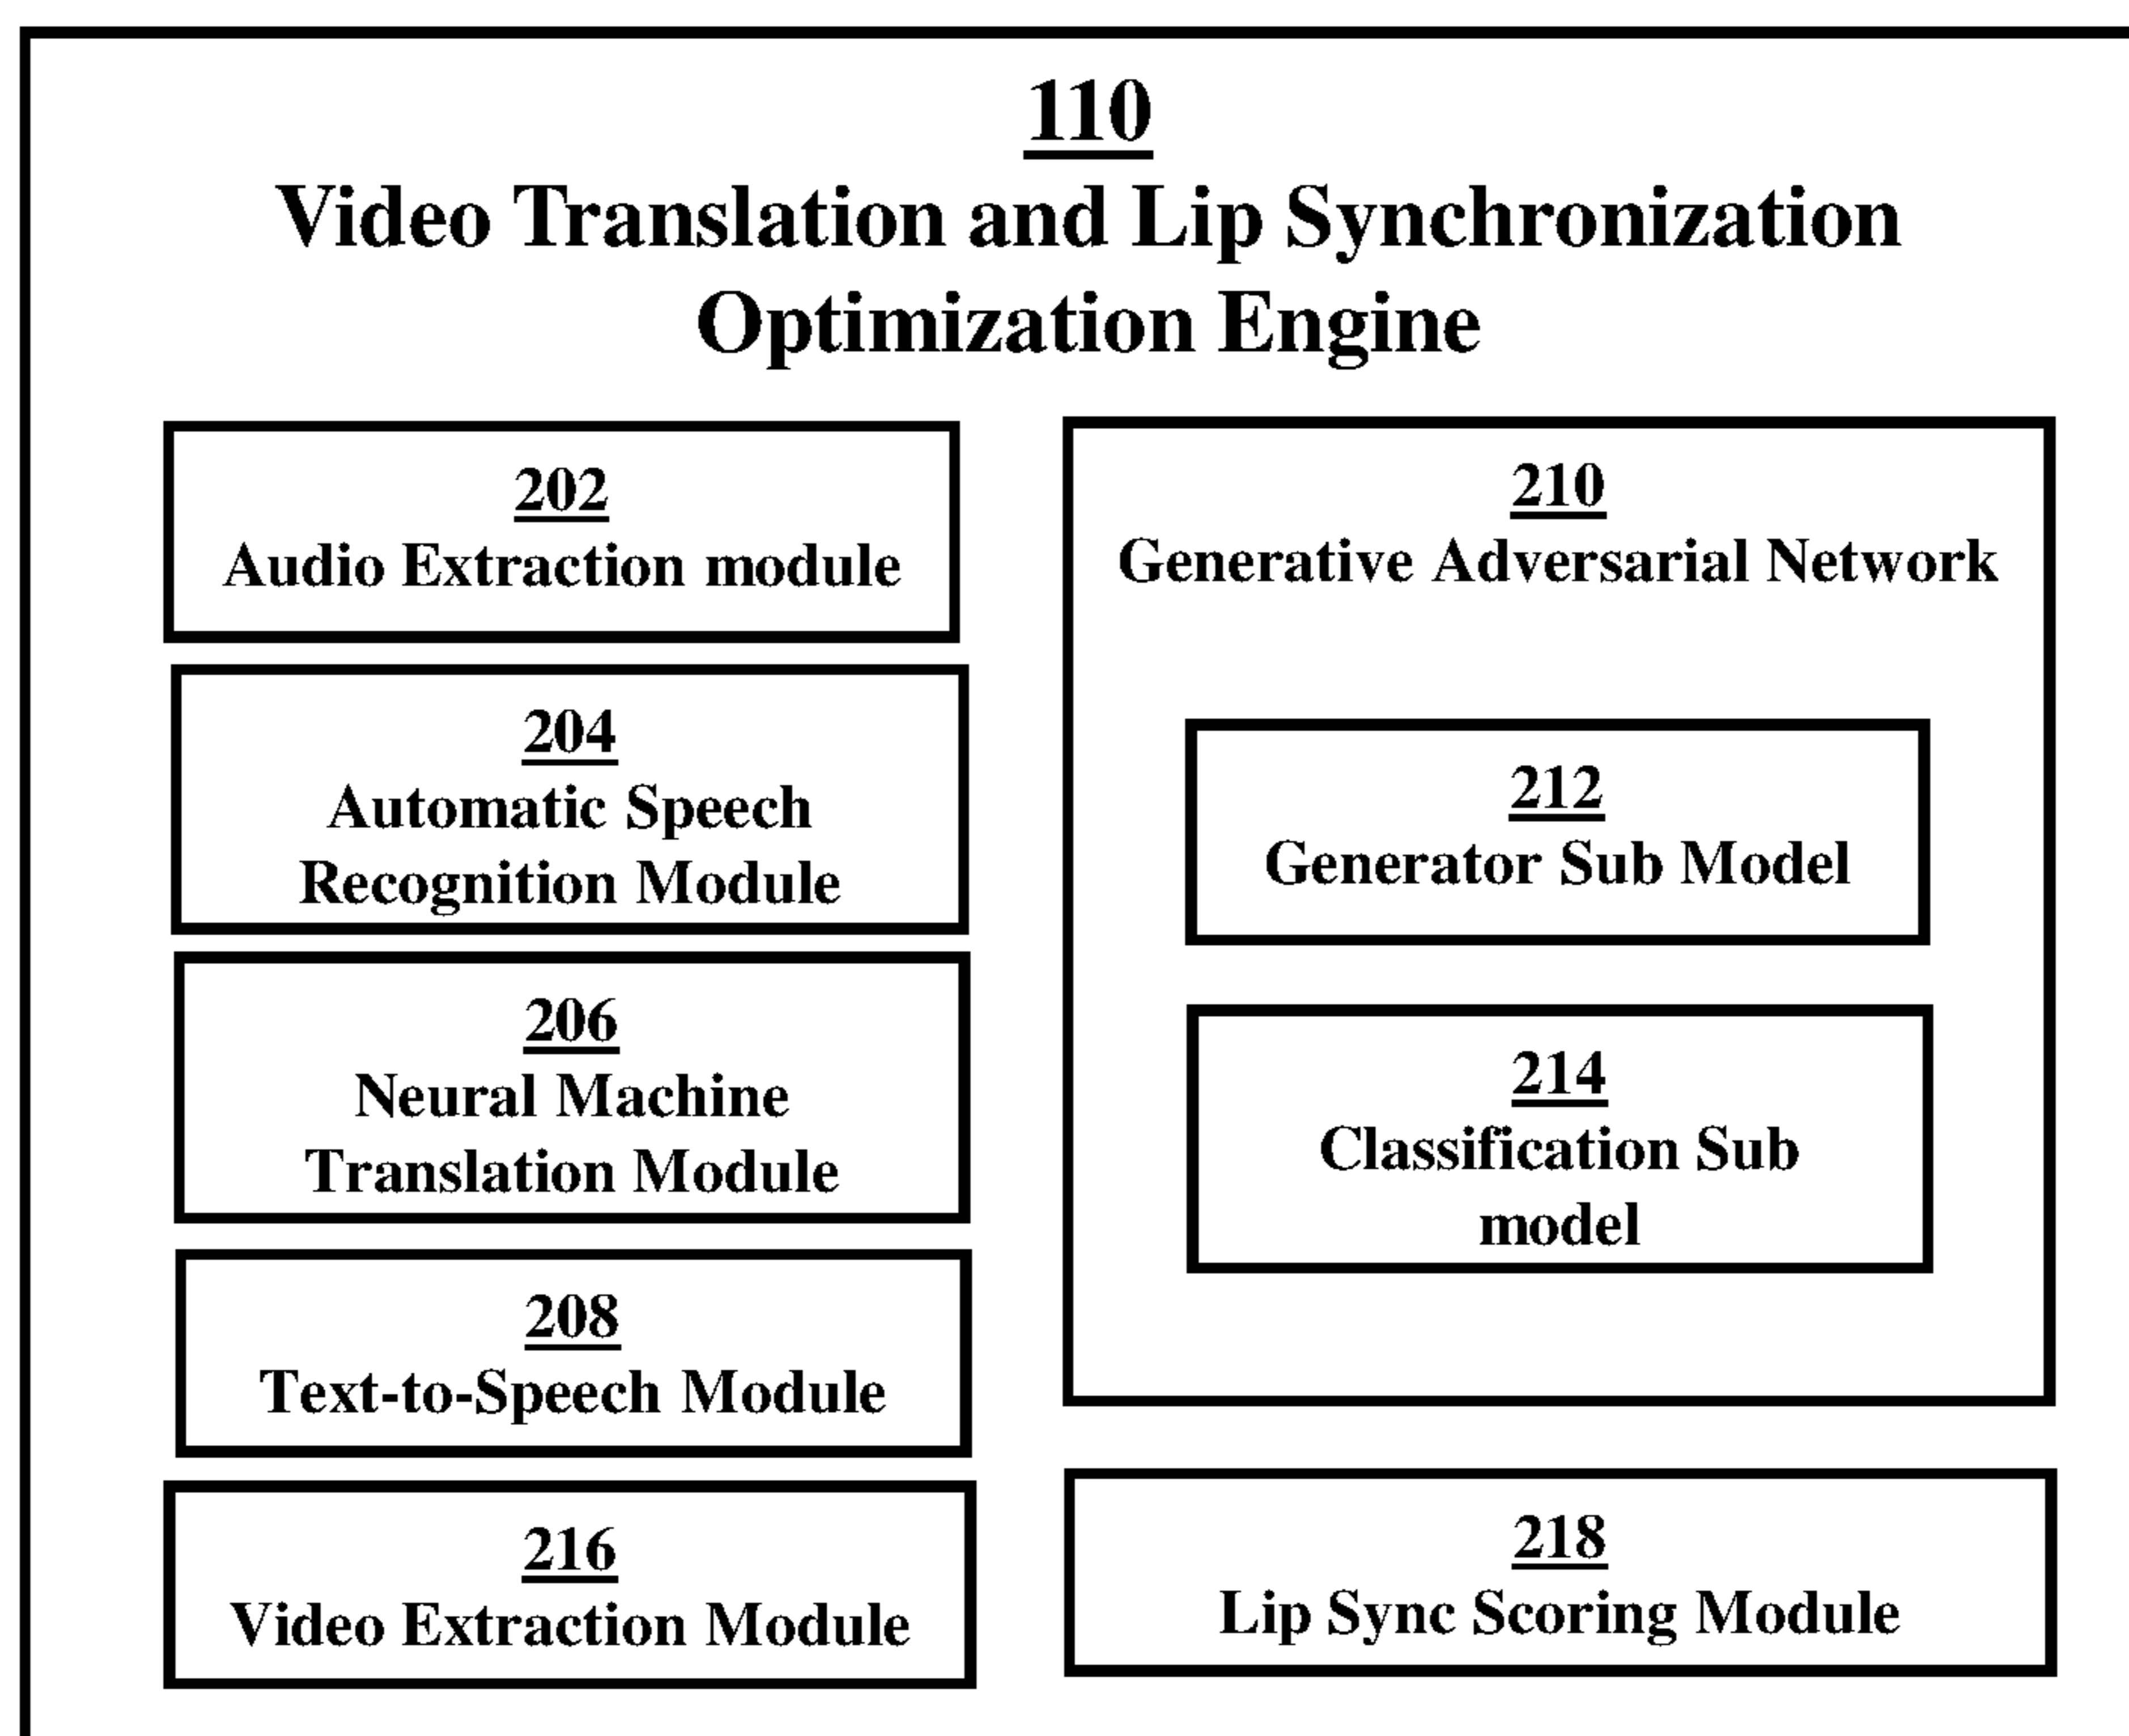 110
Video Translation and Lip Synchronization
Optimization Engine
202
Audio Extraction module
204
Automatic Speech
Recognition Module
206
Neural Machine
Translation Module
208
Text-to-Speech Module
216
Video Extraction Module
210
Generative Adversarial Network
212
Generator Sub Model
214
Classification Sub
model
218
Lip Sync Scoring Module